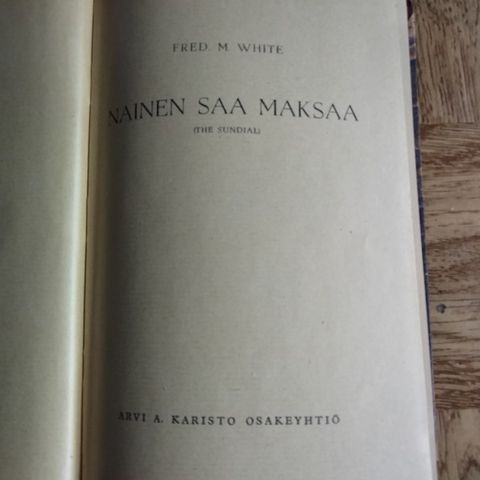 FRED. M. WHITE
NAINEN SAA MAKSAA
(THE SUNDIAL)
ARVI A. KARISTO OSAKEYHTIÖ